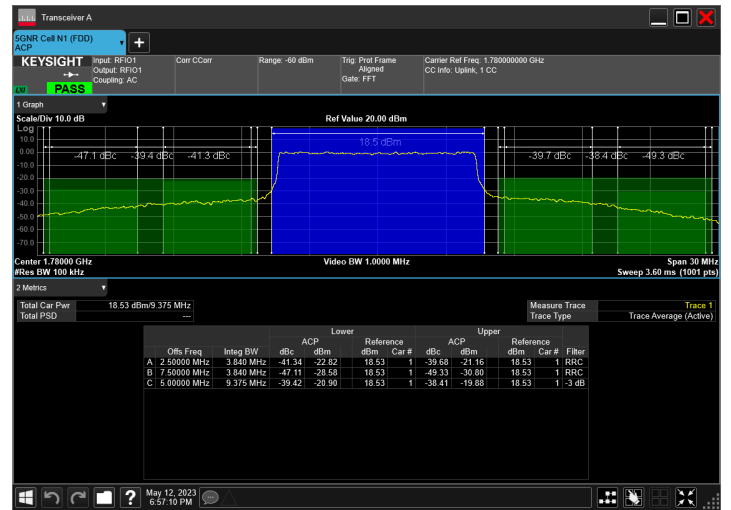 Transceiver A
5GNR Cell N1 (FDD)
ACP
KEYSIGHT
LXI
PASS
Input: RFIO1
Output: RFIO1
Coupling: AC
Corr CCorr
Range: -60 dBm
Trig: Prot Frame
Aligned
Gate: FFT
Carrier Ref Freq: 1.780000000 GHz
CC Info: Uplink, 1 CC
1 Graph
Scale/Div 10.0 dB
Ref Value 20.00 dBm
Log
10.0
0.00
-10.0
-20.0
-30.0
-40.0
-50.0
-60.0
-70.0
18.5 dBm
-47.1 dBc -39.4 dBc -41.3 dBc
-39.7 dBc -38.4 dBc -49.3 dBc
Center 1.78000 GHz
Video BW 1.0000 MHz
Span 30 MHz
#Res BW 100 kHz
Sweep 3.60 ms (1001 pts)
2 Metrics
Total Car Pwr 18.53 dBm/9.375 MHz
Total PSD ---
Measure Trace Trace 1
Trace Type Trace Average (Active)
Lower Upper
ACP Reference ACP Reference
Offs Freq Integ BW dBc dBm dBm Car # dBc dBm dBm Car # Filter
A 2.50000 MHz 3.840 MHz -41.34 -22.82 18.53 1 -39.68 -21.16 18.53 1 RRC
B 7.50000 MHz 3.840 MHz -47.11 -28.58 18.53 1 -49.33 -30.80 18.53 1 RRC
C 5.00000 MHz 9.375 MHz -39.42 -20.90 18.53 1 -38.41 -19.88 18.53 1 -3 dB
May 12, 2023
6:57:10 PM